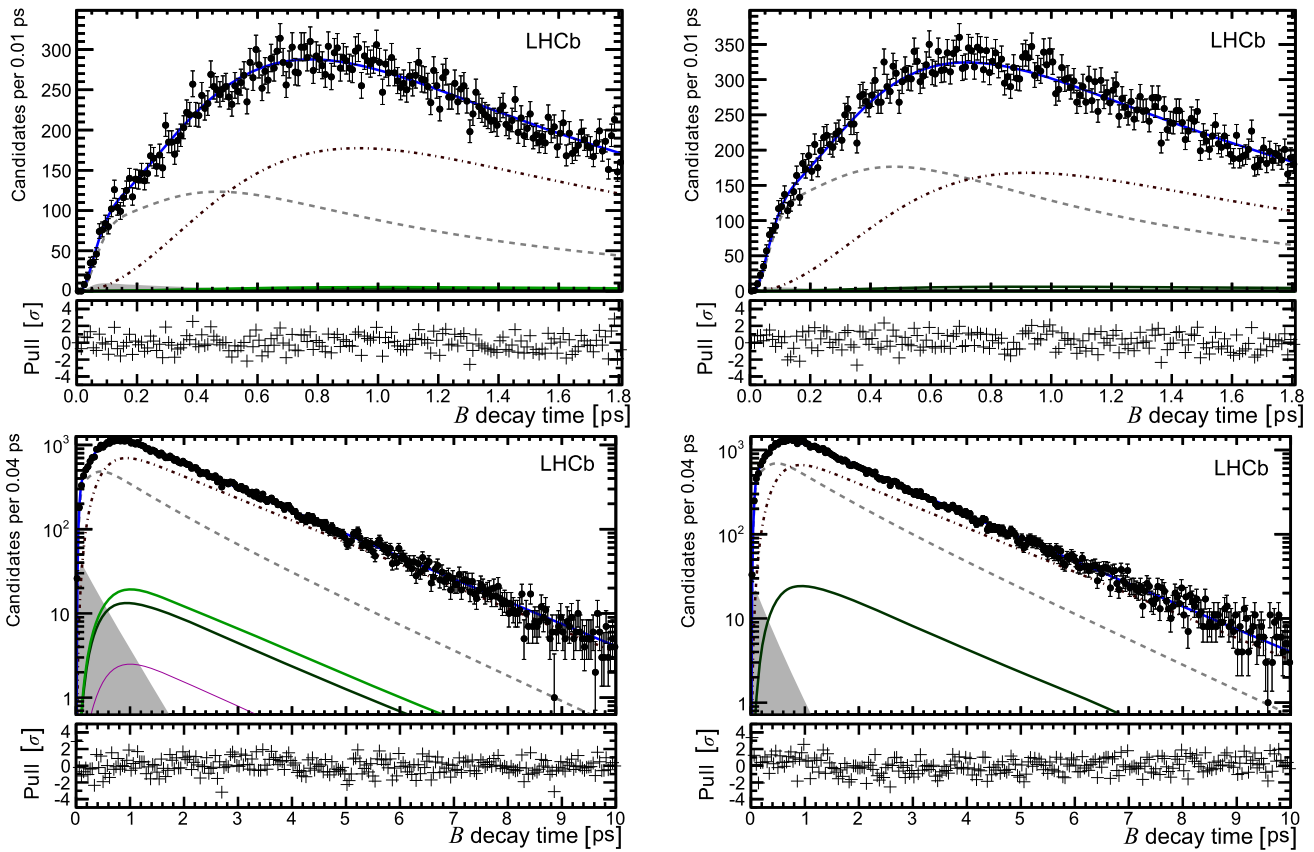 Candidates per 0.01 ps
300
250
200
150
100
50
0
LHCb
Pull [σ]
4
2
0
-2
-4
0.0 0.2 0.4 0.6 0.8 1.0 1.2 1.4 1.6 1.8
B decay time [ps]
Candidates per 0.01 ps
350
300
250
200
150
100
50
0
LHCb
Pull [σ]
4
2
0
-2
-4
0.0 0.2 0.4 0.6 0.8 1.0 1.2 1.4 1.6 1.8
B decay time [ps]
Candidates per 0.04 ps
10³
10²
10
1
LHCb
Pull [σ]
4
2
0
-2
-4
0 1 2 3 4 5 6 7 8 9 10
B decay time [ps]
Candidates per 0.04 ps
10³
10²
10
1
LHCb
Pull [σ]
4
2
0
-2
-4
0 1 2 3 4 5 6 7 8 9 10
B decay time [ps]